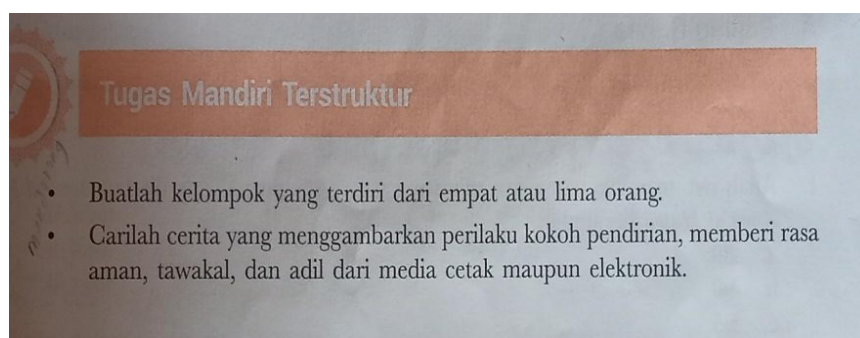 Tugas Mandiri Terstruktur
• Buatlah kelompok yang terdiri dari empat atau lima orang.
• Carilah cerita yang menggambarkan perilaku kokoh pendirian, memberi rasa
aman, tawakal, dan adil dari media cetak maupun elektronik.